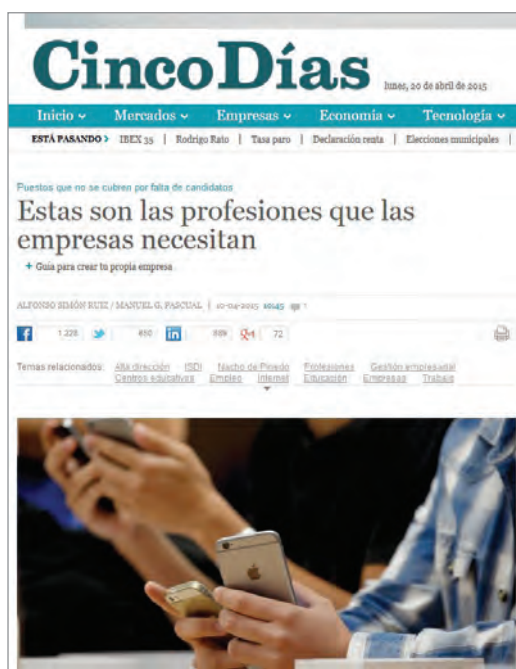 CincoDías
lunes, 20 de abril de 2015
Inicio Mercados Empresas Economía Tecnología
ESTÁ PASANDO > IBEX 35 | Rodrigo Rato | Tasa paro | Declaración renta | Elecciones municipales |
Puestos que no se cubren por falta de candidatos
Estas son las profesiones que las
empresas necesitan
+ Guía para crear tu propia empresa
ALFONSO SIMÓN RUIZ / MANUEL G. PASCUAL | 10-04-2015 10:45
f 1.228 850 in 889 g+1 72
Temas relacionados: Alta dirección ISDI Nacho de Pinedo Profesiones Gestión empresarial
Centros educativos Empleo Internet Educación Empresas Trabajo